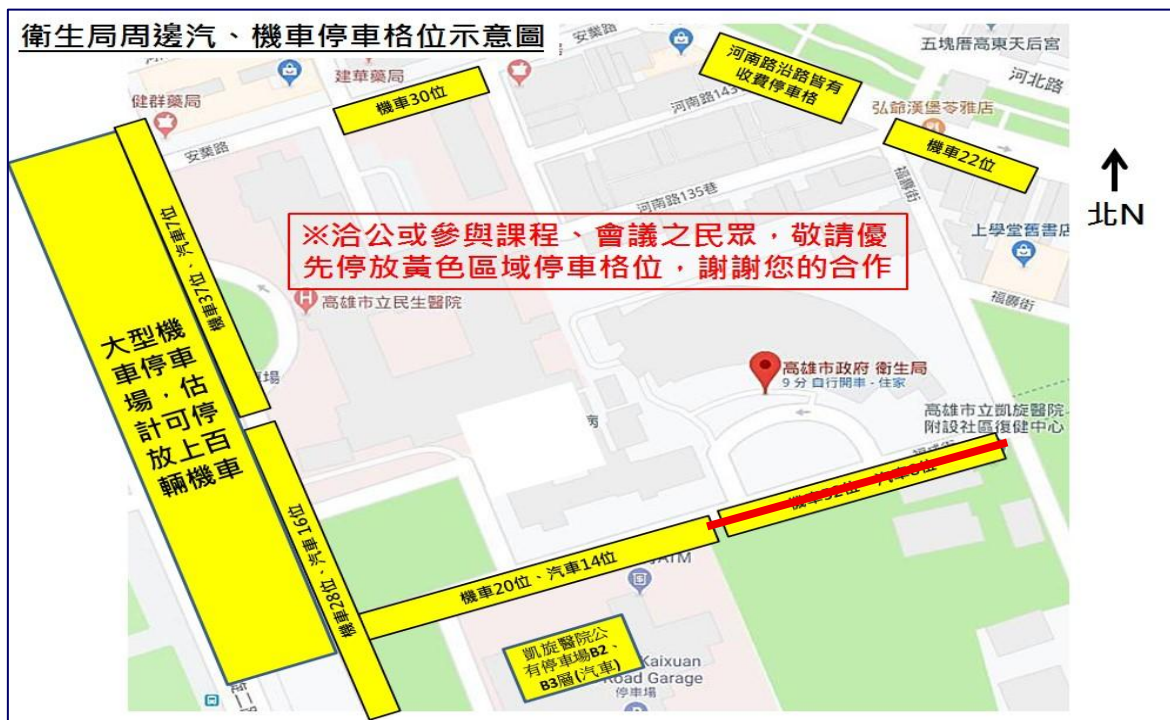 衛生局周邊汽、機車停車格位示意圖
安業路
五塊厝高東天后宮
河北路
建華藥局
機車30位
河南路沿路皆有
收費停車格
健群藥局
河南路143
弘爺漢堡苓雅店
安業路
機車22位
北N
福壽街
河南路135巷
上學堂舊書店
機車37位、汽車7位
※洽公或參與課程、會議之民眾，敬請優
先停放黃色區域停車格位，謝謝您的合作
福壽街
高雄市立民生醫院
大型機
車停車
場，估
計可停
放上百
輛機車
高雄市政府 衛生局
9 分 自行開車 - 住家
高雄市立凱旋醫院
附設社區復健中心
機車28位、汽車16位
機車20位、汽車14位
ATM
凱旋醫院公
有停車場B2、
B3層(汽車)
Kaixuan
Road Garage
停車場